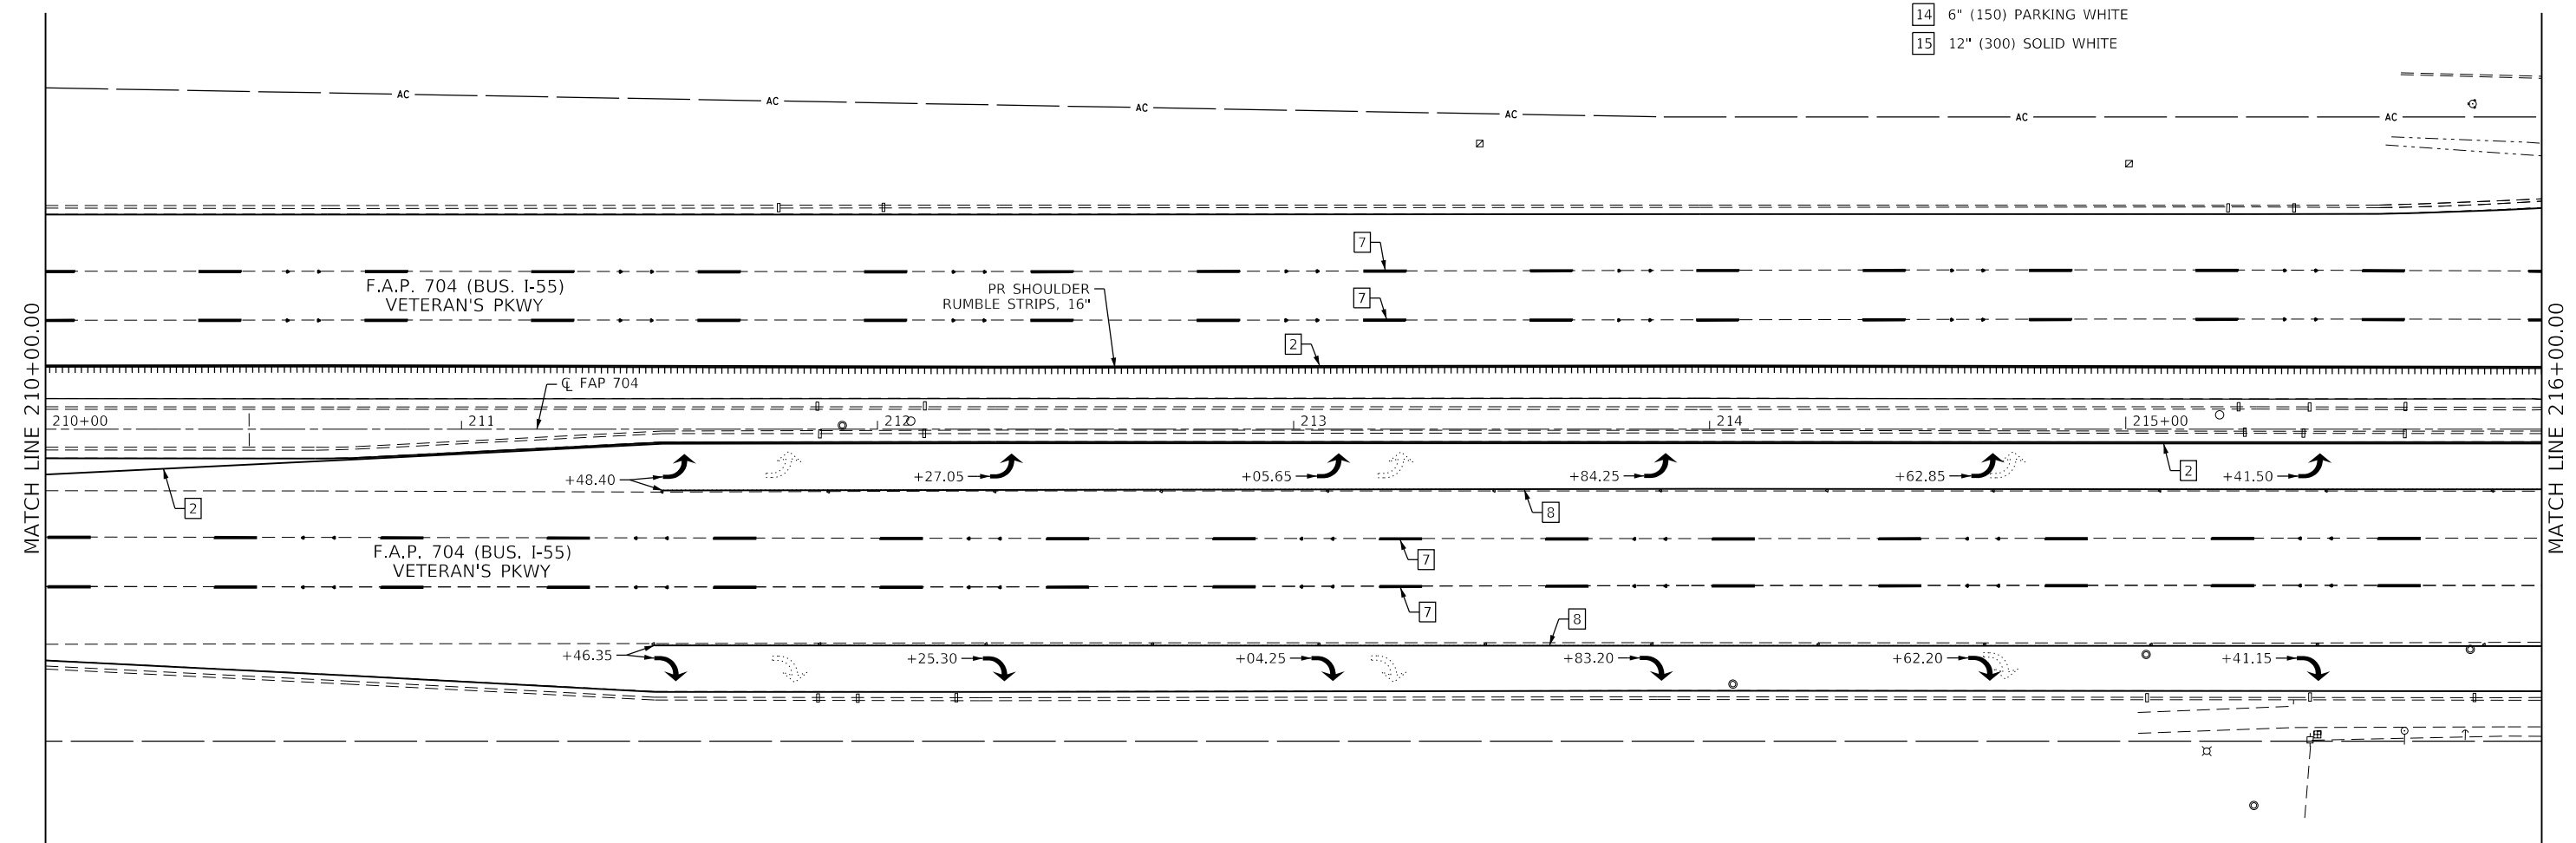 14 6" (150) PARKING WHITE
15 12" (300) SOLID WHITE
AC AC AC AC AC AC
7
F.A.P. 704 (BUS. I-55)
VETERAN'S PKWY
PR SHOULDER
RUMBLE STRIPS, 16"
7
2
MATCH LINE 210+00.00
MATCH LINE 216+00.00
℄ FAP 704
210+00 211 212 213 214 215+00
+48.40 +27.05 +05.65 +84.25 +62.85 +41.50
2
2
8
F.A.P. 704 (BUS. I-55)
VETERAN'S PKWY
7
7
8
+46.35 +25.30 +04.25 +83.20 +62.20 +41.15